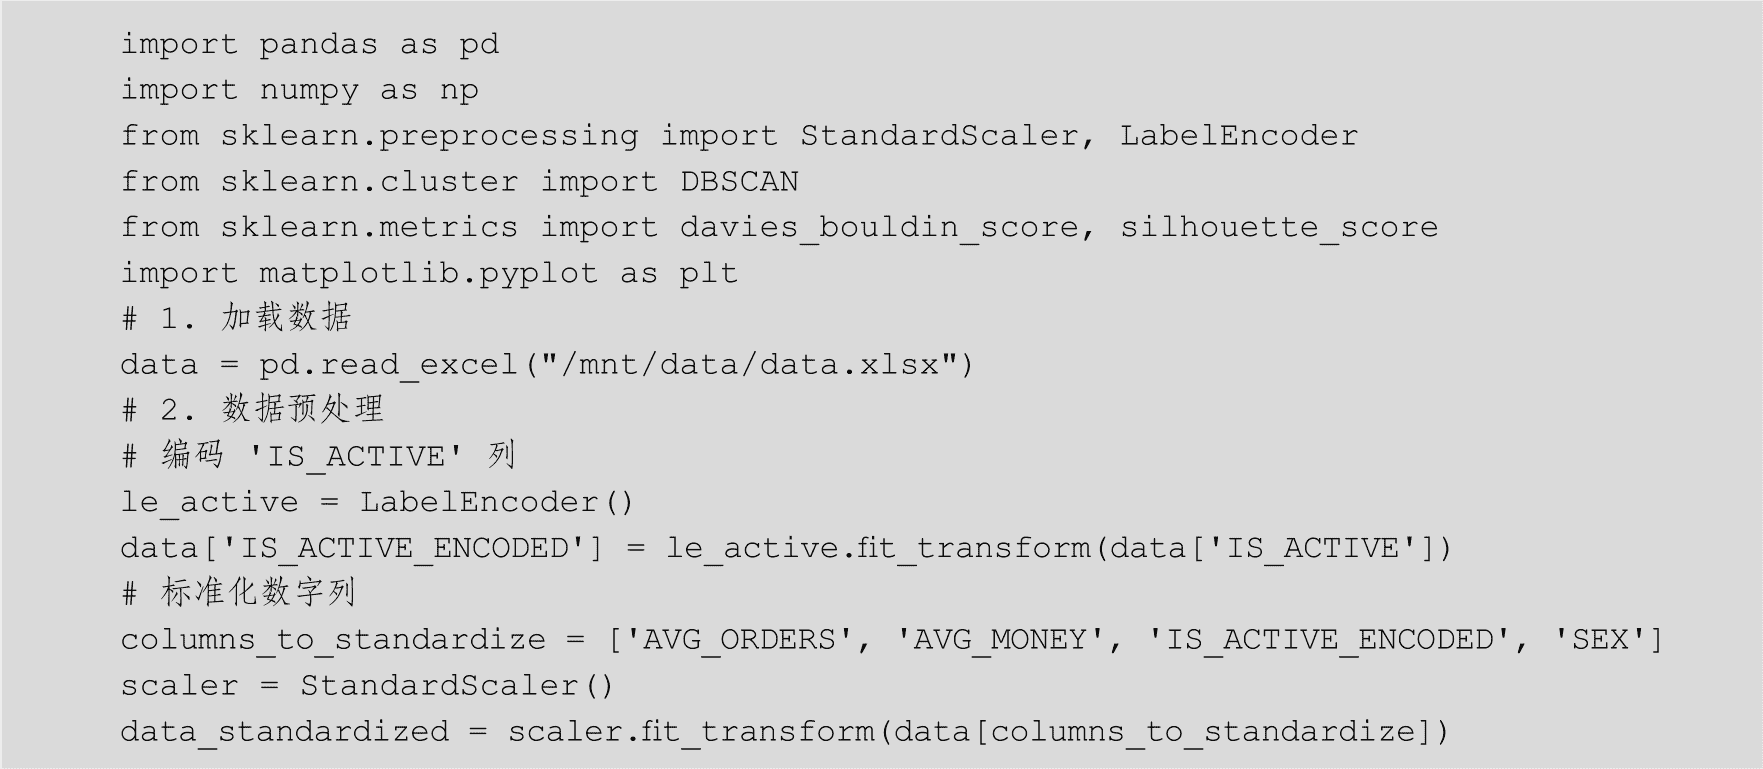 import pandas as pd
import numpy as np
from sklearn.preprocessing import StandardScaler, LabelEncoder
from sklearn.cluster import DBSCAN
from sklearn.metrics import davies_bouldin_score, silhouette_score
import matplotlib.pyplot as plt
# 1. 加载数据
data = pd.read_excel("/mnt/data/data.xlsx")
# 2. 数据预处理
# 编码 'IS_ACTIVE' 列
le_active = LabelEncoder()
data['IS_ACTIVE_ENCODED'] = le_active.fit_transform(data['IS_ACTIVE'])
# 标准化数字列
columns_to_standardize = ['AVG_ORDERS', 'AVG_MONEY', 'IS_ACTIVE_ENCODED', 'SEX']
scaler = StandardScaler()
data_standardized = scaler.fit_transform(data[columns_to_standardize])